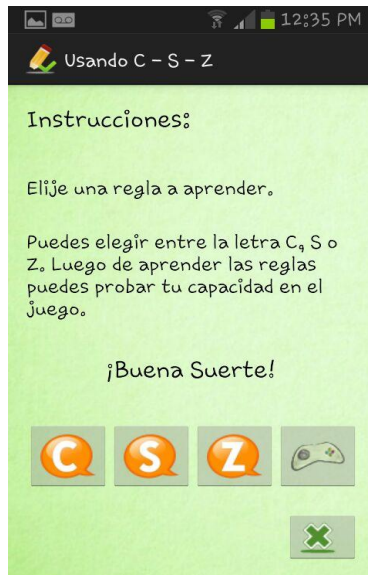 12:35 PM
Usando C - S - Z
Instrucciones:
Elije una regla a aprender.
Puedes elegir entre la letra C, S o
Z. Luego de aprender las reglas
puedes probar tu capacidad en el
juego.
¡Buena Suerte!
C S Z